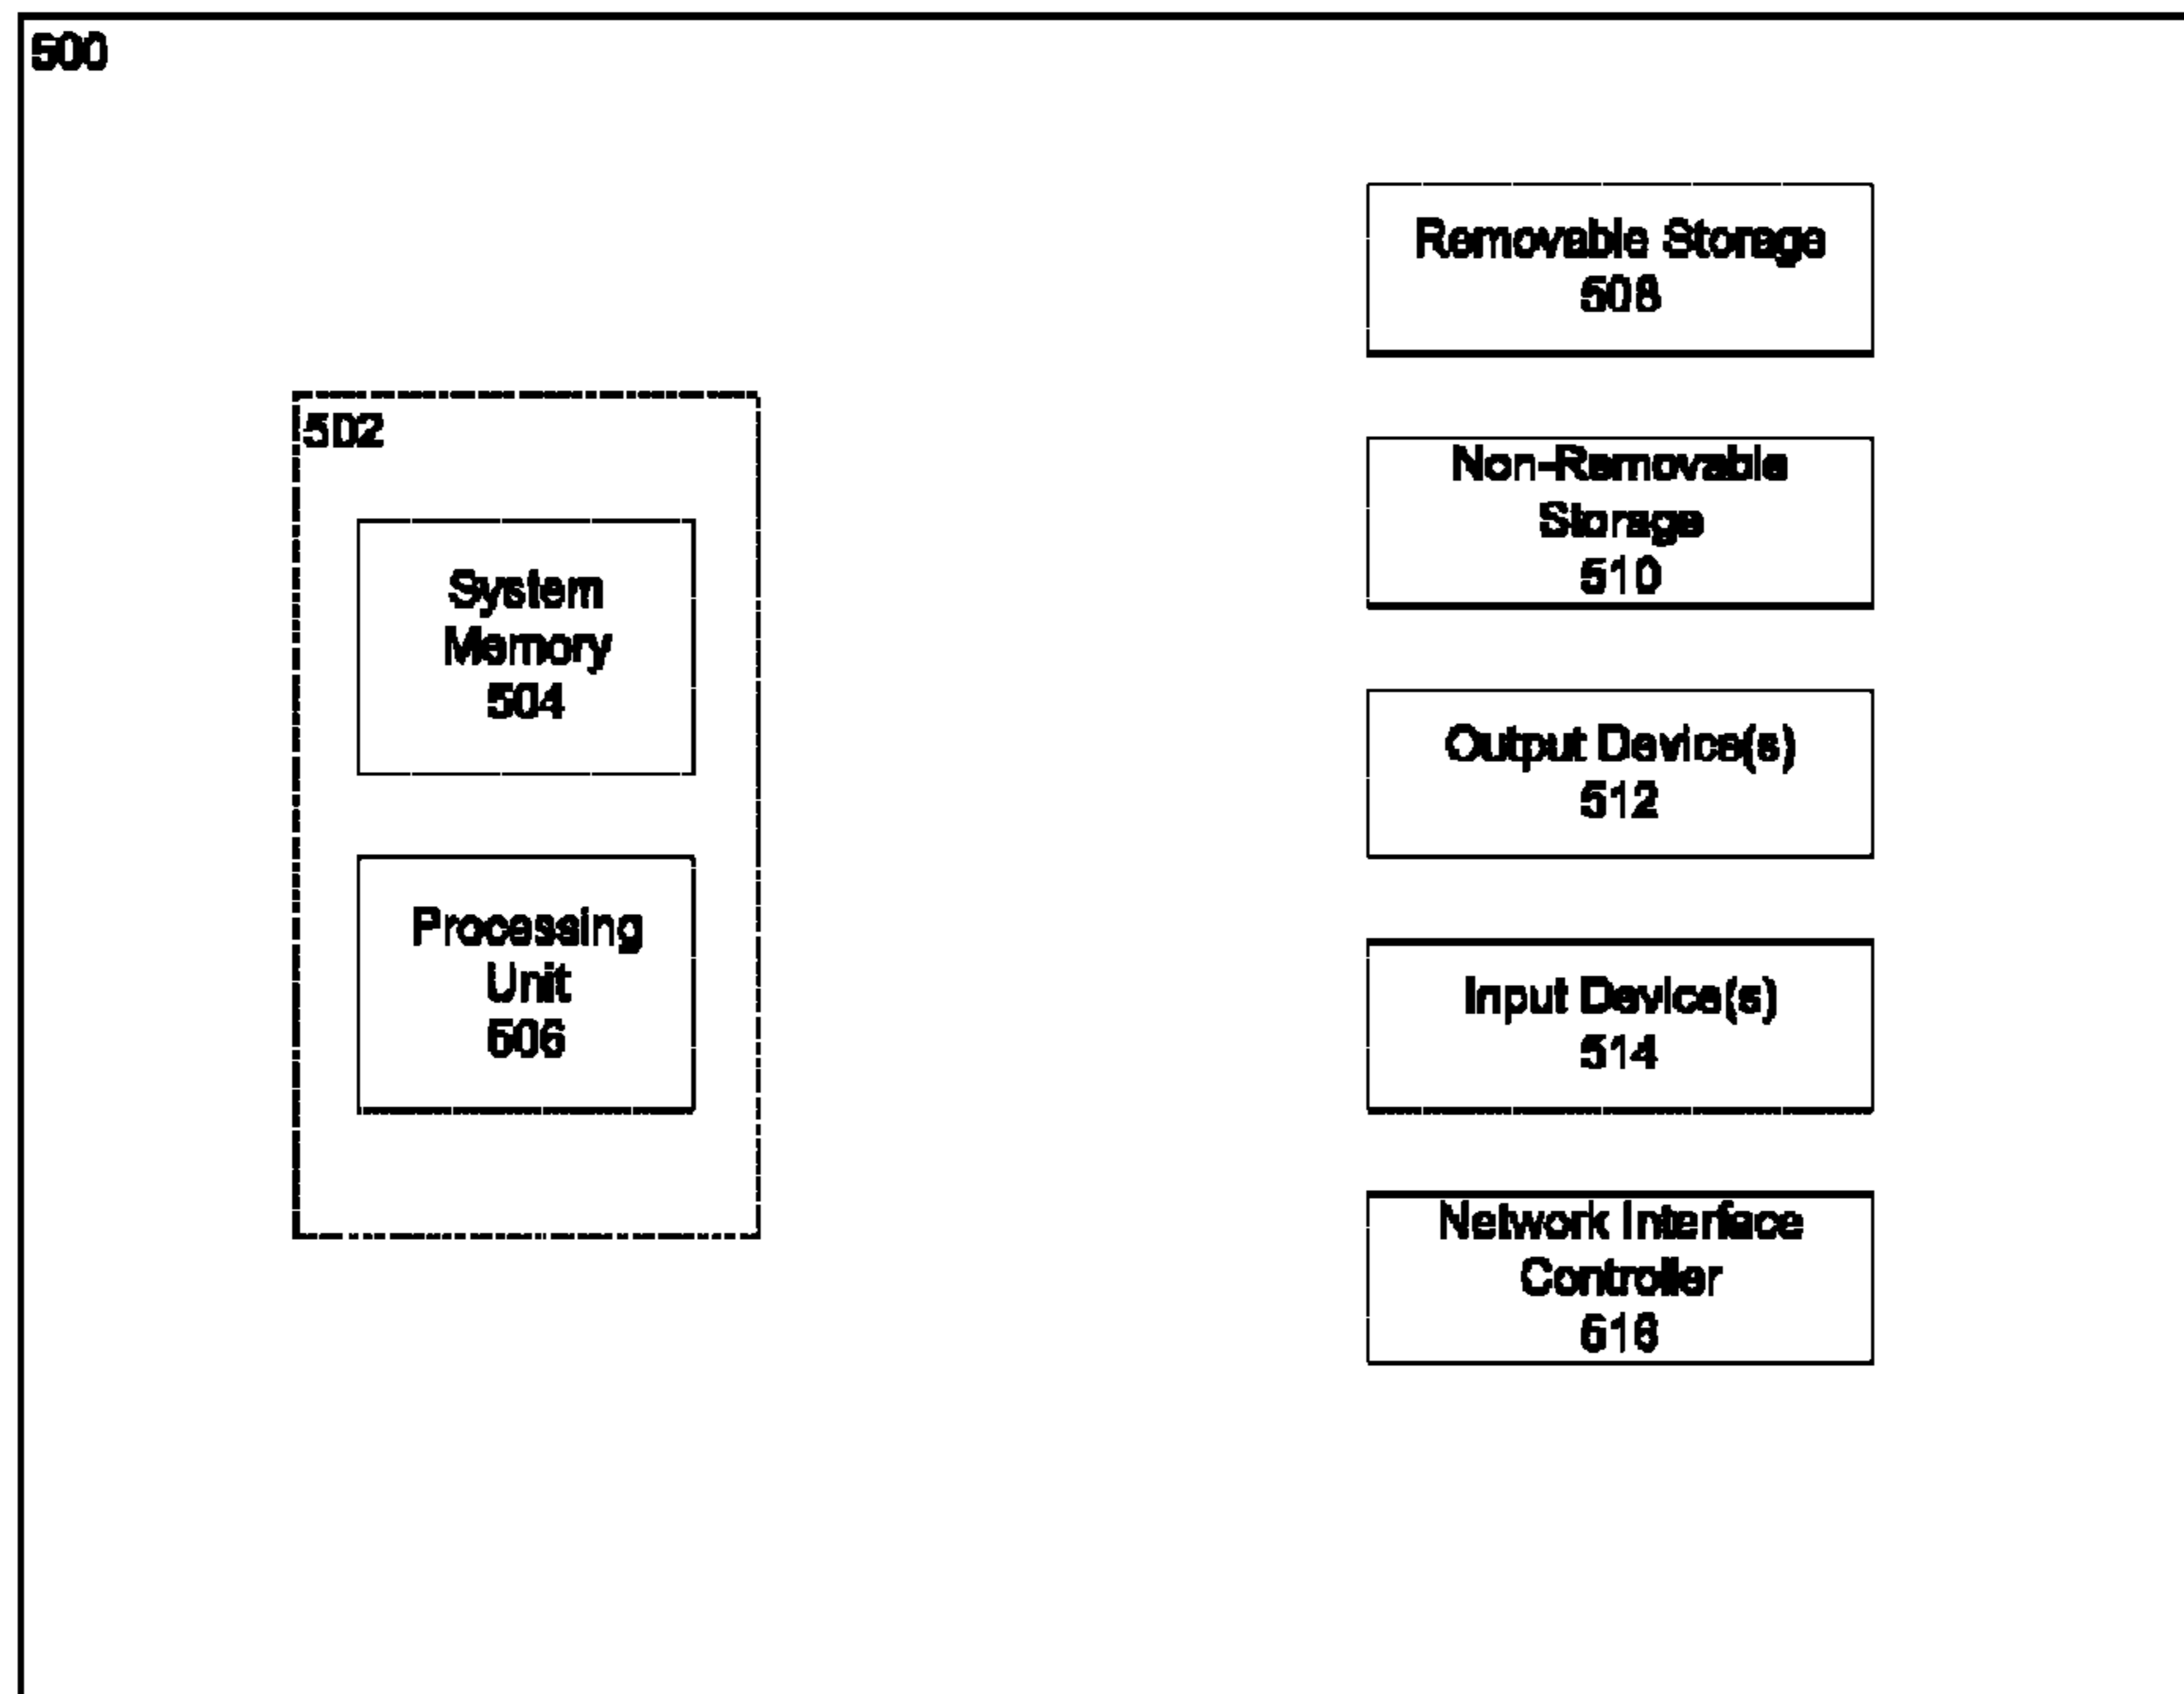 500
502
System
Memory
504
Processing
Unit
506
Removable Storage
508
Non-Removable
Storage
510
Output Device(s)
512
Input Device(s)
514
Network Interface
Controller
516